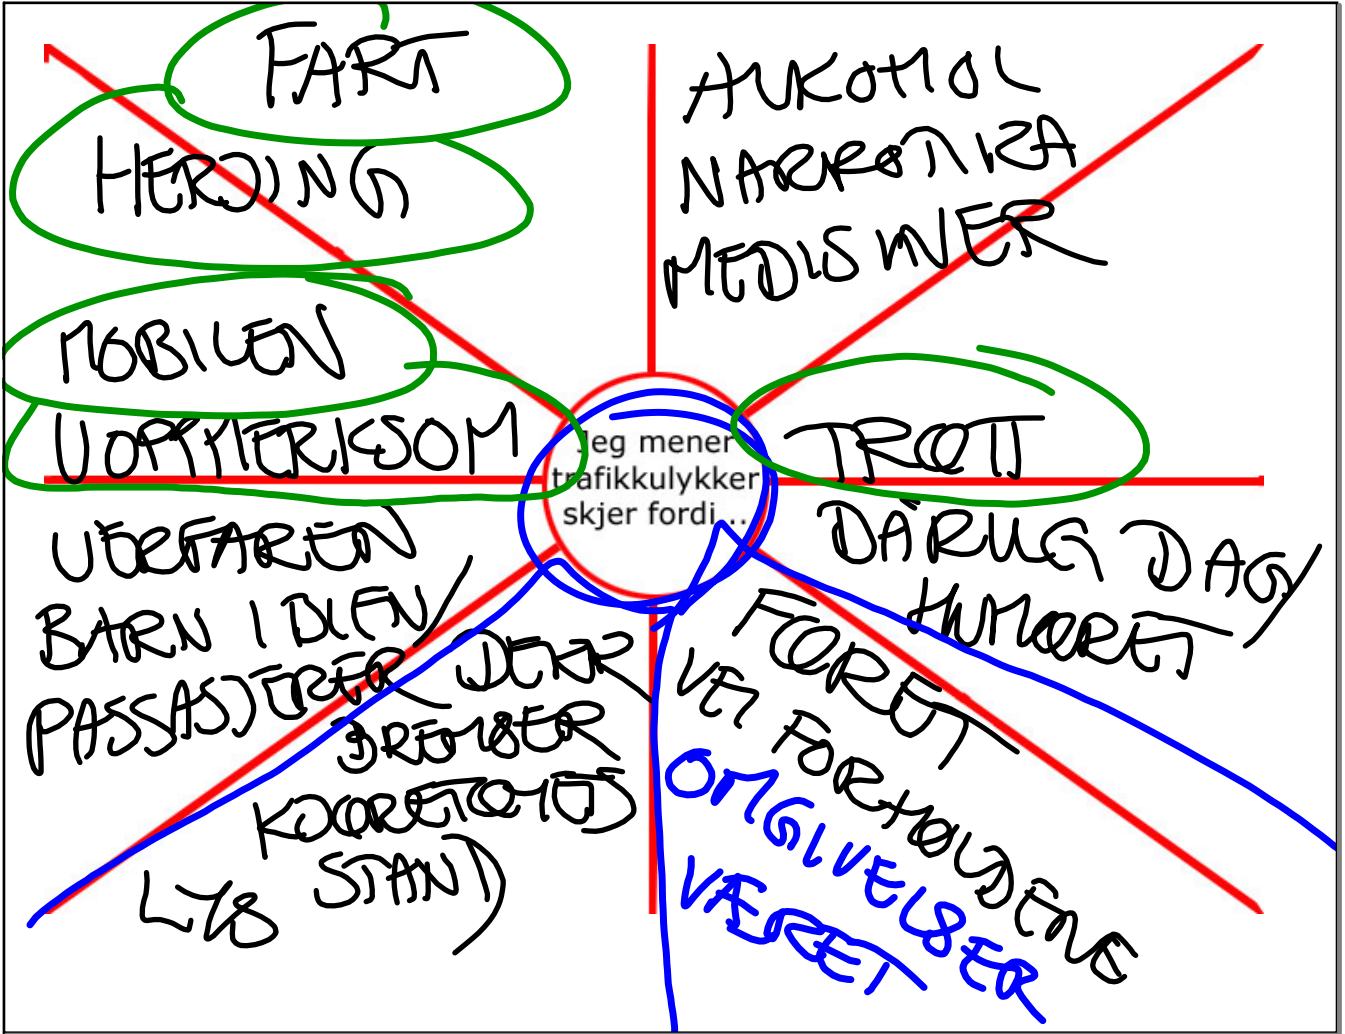 FART
HERJING
MOBILEN
UOPPMERKSOM
UERFAREN
BARN I BILEN/
PASSASJERER
ALKOHOL
NARKOTIKA
MEDISINER
Jeg mener
trafikkulykker
skjer fordi...
TRØTT
DÅRLIG DAG/
HUMØRET
FØRET
VEI FORHOLDENE
OMGIVELSER
VÆRET
DEKK
BREMSER
KJØRETØYETS
STAND
LYS